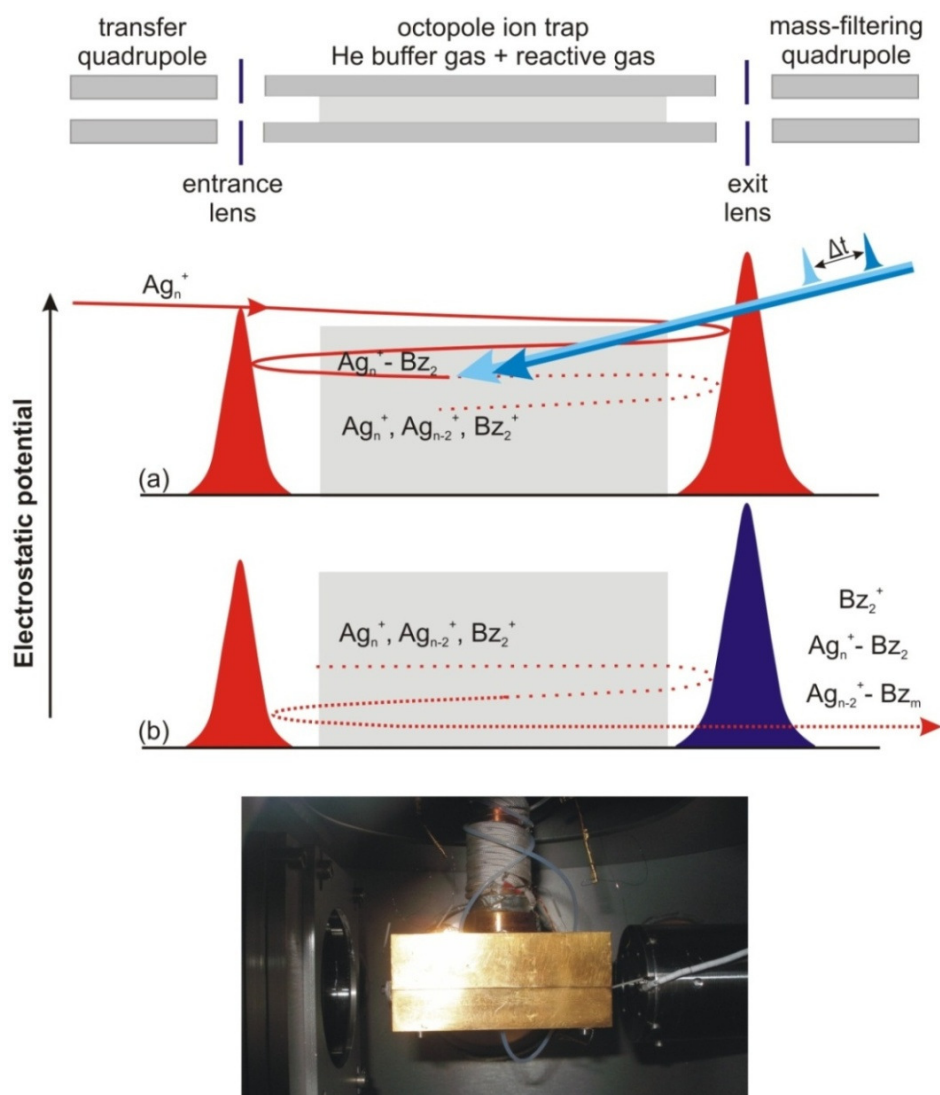 transfer
quadrupole
octopole ion trap
He buffer gas + reactive gas
mass-filtering
quadrupole
entrance
lens
exit
lens
Δt
Agₙ⁺
Agₙ⁺- Bz₂
Agₙ⁺, Agₙ₋₂⁺, Bz₂⁺
(a)
Electrostatic potential
Agₙ⁺, Agₙ₋₂⁺, Bz₂⁺
Bz₂⁺
Agₙ⁺- Bz₂
Agₙ₋₂⁺- Bzₘ
(b)